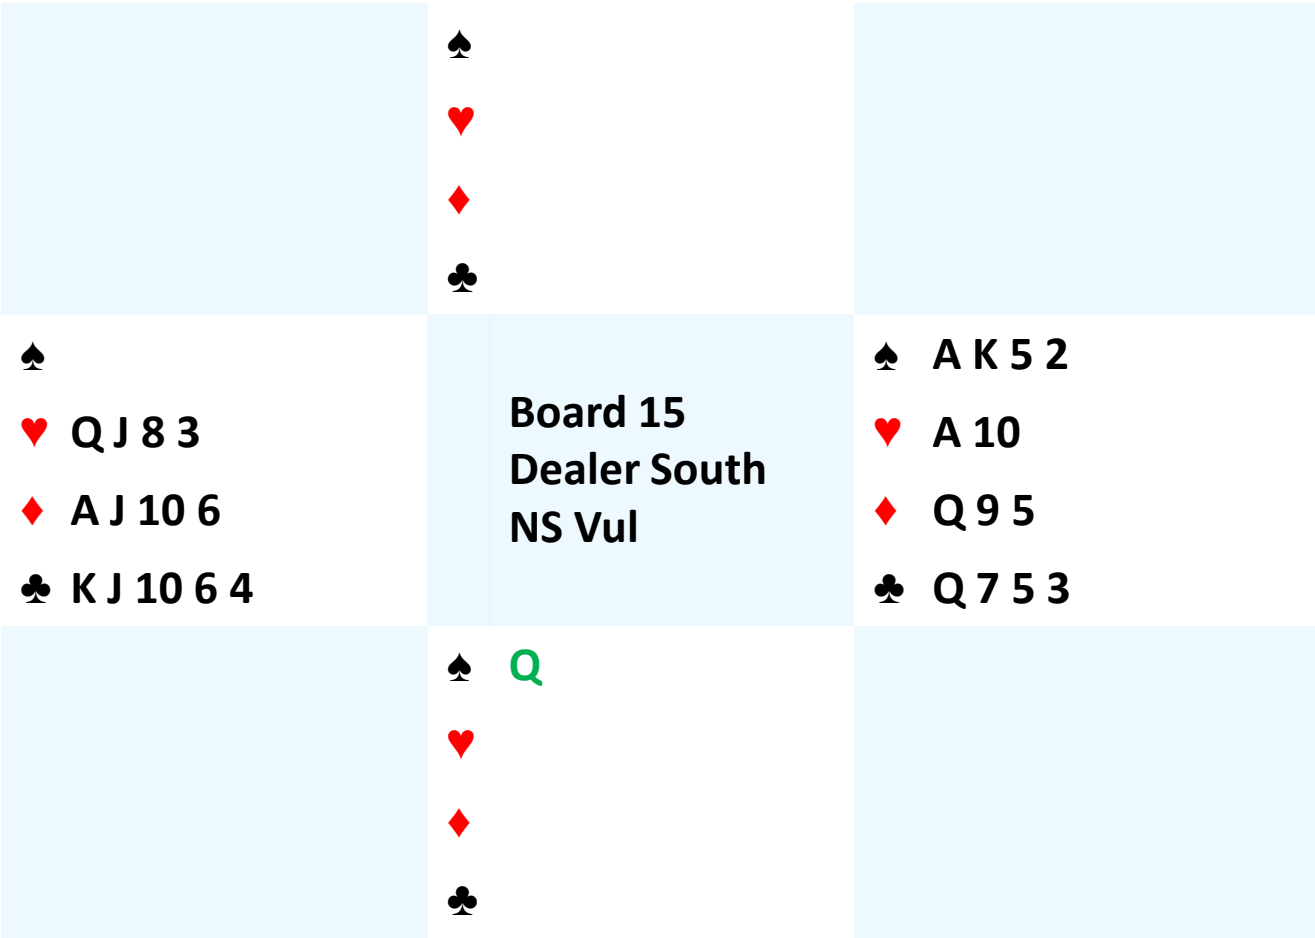 ♠
♥
♦
♣
♠
♥ Q J 8 3
♦ A J 10 6
♣ K J 10 6 4
Board 15
Dealer South
NS Vul
♠ A K 5 2
♥ A 10
♦ Q 9 5
♣ Q 7 5 3
♠ Q
♥
♦
♣